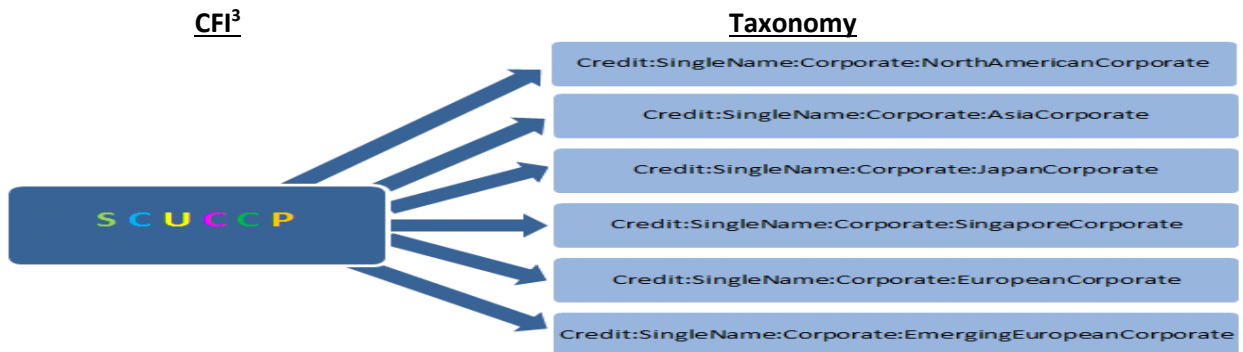 CFI³
Taxonomy
Credit:SingleName:Corporate:NorthAmericanCorporate
Credit:SingleName:Corporate:AsiaCorporate
Credit:SingleName:Corporate:JapanCorporate
S C U C C P
Credit:SingleName:Corporate:SingaporeCorporate
Credit:SingleName:Corporate:EuropeanCorporate
Credit:SingleName:Corporate:EmergingEuropeanCorporate